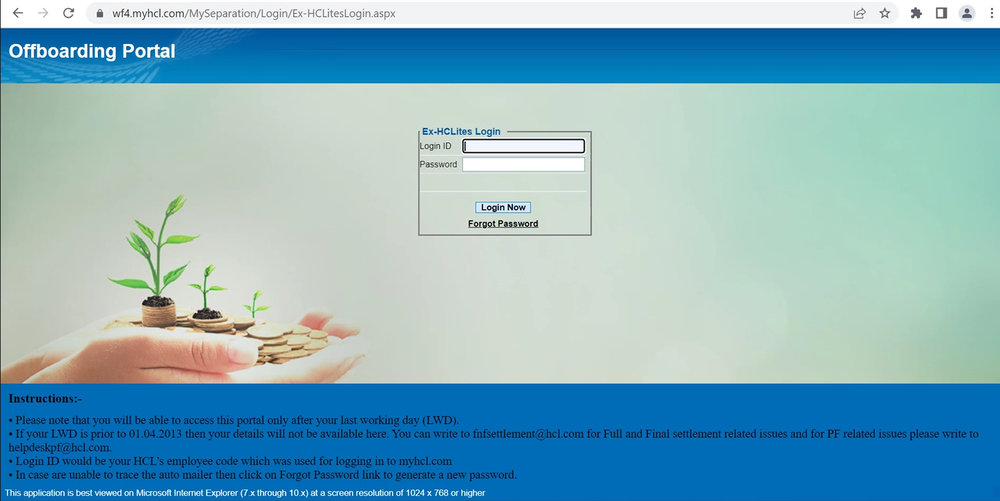 wf4.myhcl.com/MySeparation/Login/Ex-HCLitesLogin.aspx
Offboarding Portal
Ex-HCLites Login
Login ID
Password
Login Now
Forgot Password
Instructions:-
• Please note that you will be able to access this portal only after your last working day (LWD).
• If your LWD is prior to 01.04.2013 then your details will not be available here. You can write to fnfsettlement@hcl.com for Full and Final settlement related issues and for PF related issues please write to
helpdeskpf@hcl.com.
• Login ID would be your HCL's employee code which was used for logging in to myhcl.com
• In case are unable to trace the auto mailer then click on Forgot Password link to generate a new password.
This application is best viewed on Microsoft Internet Explorer (7.x through 10.x) at a screen resolution of 1024 x 768 or higher